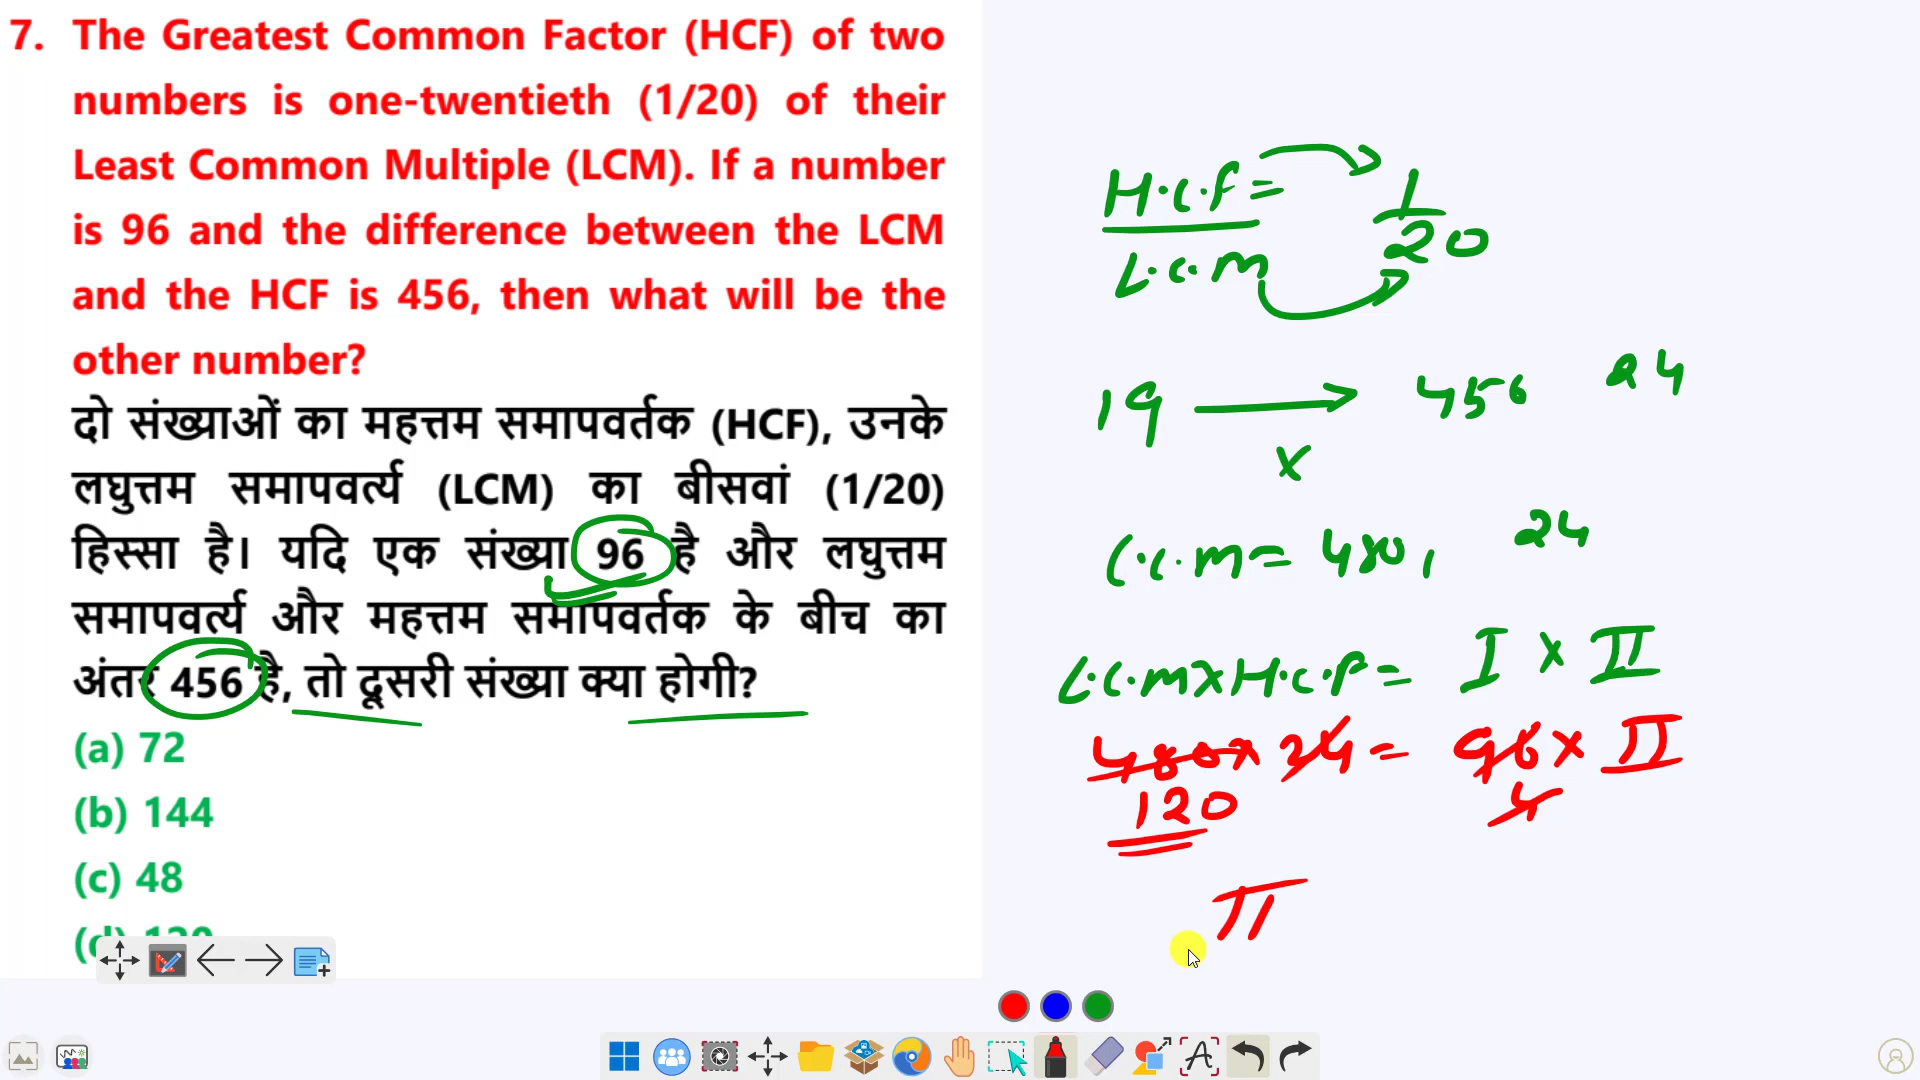 7. The Greatest Common Factor (HCF) of two
numbers is one-twentieth (1/20) of their
Least Common Multiple (LCM). If a number
is 96 and the difference between the LCM
and the HCF is 456, then what will be the
other number?
दो संख्याओं का महत्तम समापवर्तक (HCF), उनके
लघुत्तम समापवर्त्य (LCM) का बीसवां (1/20)
हिस्सा है। यदि एक संख्या 96 है और लघुत्तम
समापवर्त्य और महत्तम समापवर्तक के बीच का
अंतर 456 है, तो दूसरी संख्या क्या होगी?
(a) 72
(b) 144
(c) 48
H.C.F = 1
L.C.M 20
19 → 456 24
x
L.C.M = 480, 24
L.C.M x H.C.F = I x II
480 x 24 = 96 x II
120 4
II